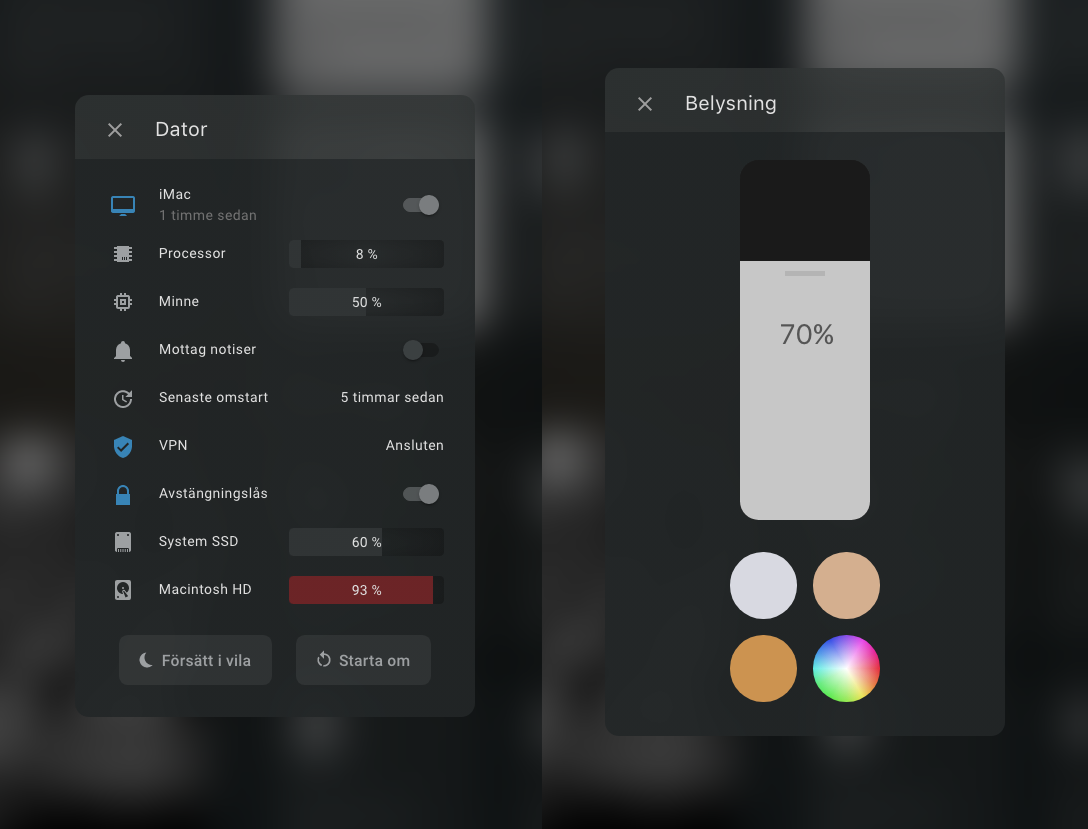 Dator
iMac
1 timme sedan
Processor
8 %
Minne
50 %
Mottag notiser
Senaste omstart
5 timmar sedan
VPN
Ansluten
Avstängningslås
System SSD
60 %
Macintosh HD
93 %
Försätt i vila
Starta om
Belysning
70%